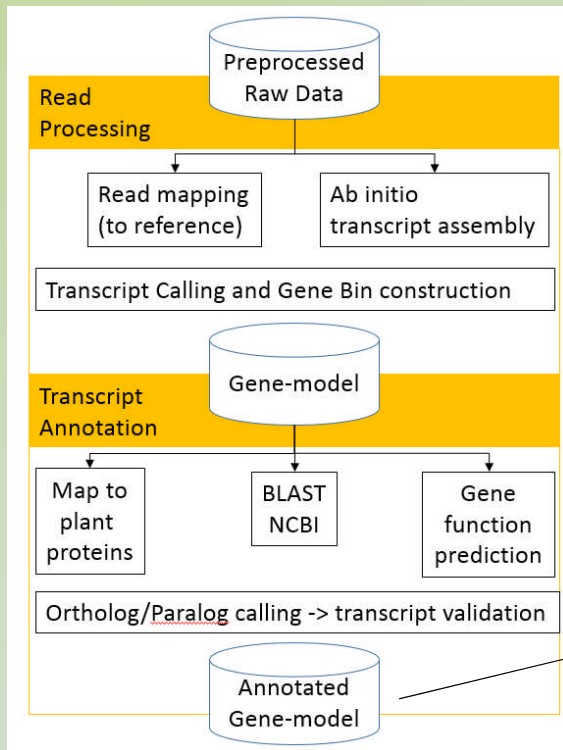 Preprocessed
Raw Data
Read
Processing
Read mapping
(to reference)
Ab initio
transcript assembly
Transcript Calling and Gene Bin construction
Gene-model
Transcript
Annotation
Map to
plant
proteins
BLAST
NCBI
Gene
function
prediction
Ortholog/Paralog calling -> transcript validation
Annotated
Gene-model